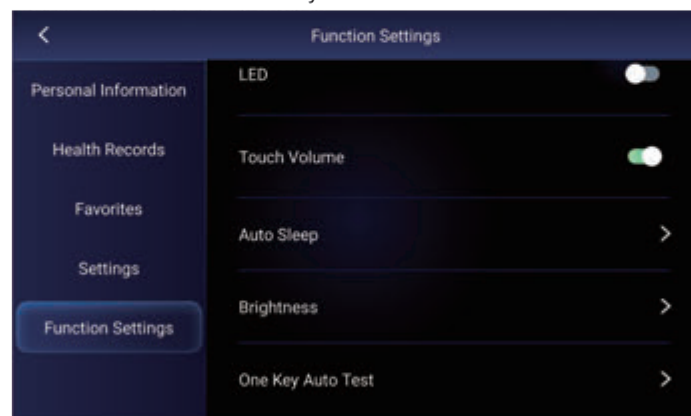 Function Settings
Personal Information
Health Records
Favorites
Settings
Function Settings
LED
Touch Volume
Auto Sleep
Brightness
One Key Auto Test